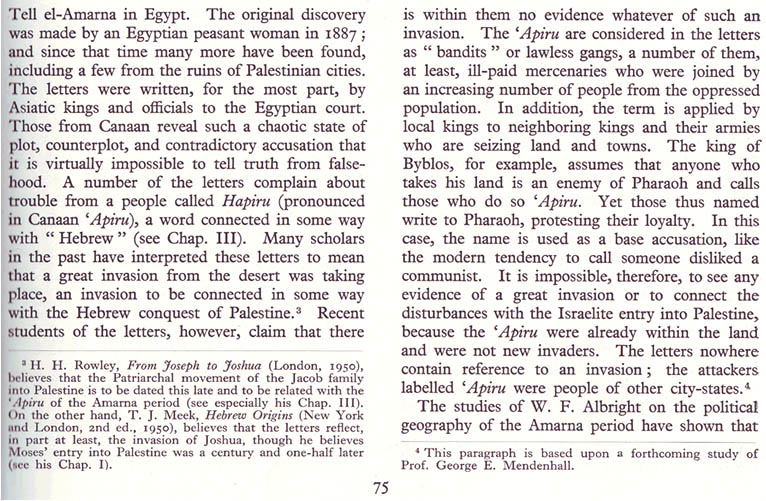 Tell el-Amarna in Egypt. The original discovery
was made by an Egyptian peasant woman in 1887 ;
and since that time many more have been found,
including a few from the ruins of Palestinian cities.
The letters were written, for the most part, by
Asiatic kings and officials to the Egyptian court.
Those from Canaan reveal such a chaotic state of
plot, counterplot, and contradictory accusation that
it is virtually impossible to tell truth from false-
hood. A number of the letters complain about
trouble from a people called Hapiru (pronounced
in Canaan ‘Apiru), a word connected in some way
with “ Hebrew ” (see Chap. III). Many scholars
in the past have interpreted these letters to mean
that a great invasion from the desert was taking
place, an invasion to be connected in some way
with the Hebrew conquest of Palestine.³ Recent
students of the letters, however, claim that there
³ H. H. Rowley, From Joseph to Joshua (London, 1950),
believes that the Patriarchal movement of the Jacob family
into Palestine is to be dated this late and to be related with the
‘Apiru of the Amarna period (see especially his Chap. III).
On the other hand, T. J. Meek, Hebrew Origins (New York
and London, 2nd ed., 1950), believes that the letters reflect,
in part at least, the invasion of Joshua, though he believes
Moses’ entry into Palestine was a century and one-half later
(see his Chap. I).
is within them no evidence whatever of such an
invasion. The ‘Apiru are considered in the letters
as “ bandits ” or lawless gangs, a number of them,
at least, ill-paid mercenaries who were joined by
an increasing number of people from the oppressed
population. In addition, the term is applied by
local kings to neighboring kings and their armies
who are seizing land and towns. The king of
Byblos, for example, assumes that anyone who
takes his land is an enemy of Pharaoh and calls
those who do so ‘Apiru. Yet those thus named
write to Pharaoh, protesting their loyalty. In this
case, the name is used as a base accusation, like
the modern tendency to call someone disliked a
communist. It is impossible, therefore, to see any
evidence of a great invasion or to connect the
disturbances with the Israelite entry into Palestine,
because the ‘Apiru were already within the land
and were not new invaders. The letters nowhere
contain reference to an invasion ; the attackers
labelled ‘Apiru were people of other city-states.⁴
The studies of W. F. Albright on the political
geography of the Amarna period have shown that
⁴ This paragraph is based upon a forthcoming study of
Prof. George E. Mendenhall.
75